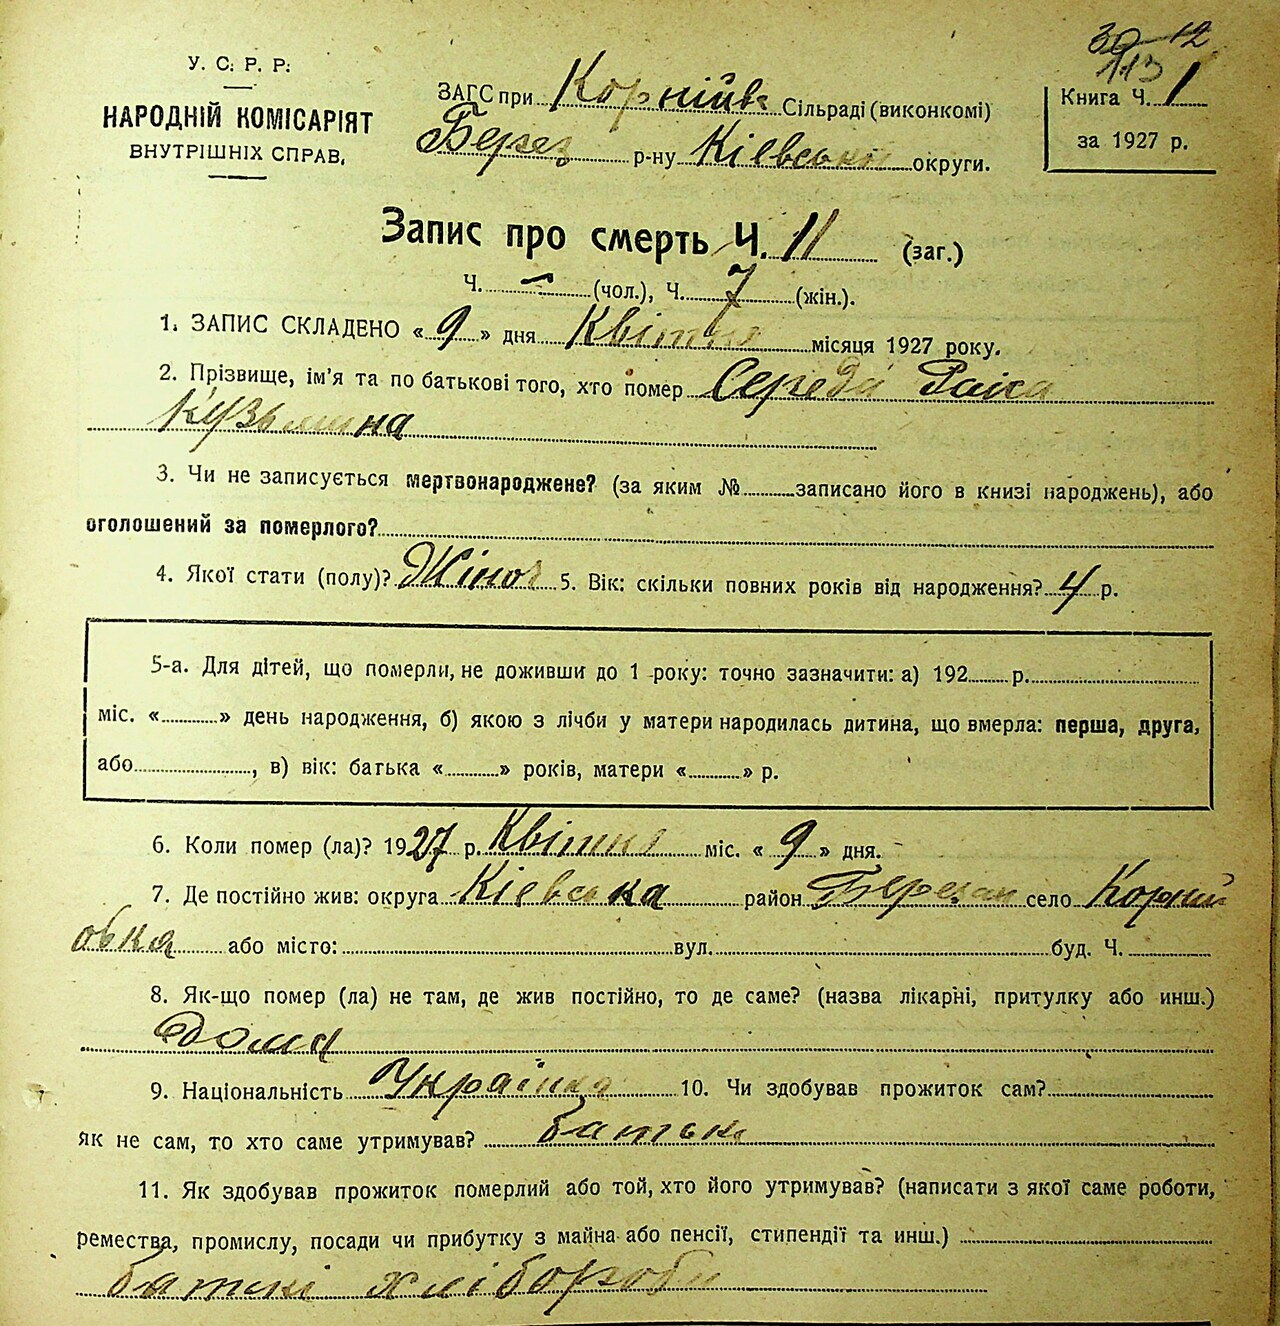 30-12
113
У. С. Р. Р.
НАРОДНІЙ КОМІСАРІЯТ
ВНУТРІШНІХ СПРАВ.
ЗАГС при Корнійв Сільраді (виконкомі)
Берез р-ну Кіевськ округи.
Книга Ч. 1
за 1927 р.
Запис про смерть Ч. 11 (заг.)
Ч. – (чол.), Ч. 7 (жін.).
1. ЗАПИС СКЛАДЕНО « 9 » дня Квітня місяця 1927 року.
2. Прізвище, ім'я та по батькові того, хто помер Середа Раіса
Кузьмина
3. Чи не записується мертвонароджене? (за яким № записано його в книзі народжень), або
оголошений за померлого?
4. Якої стати (полу)? Жіноч 5. Вік: скільки повних років від народження? 4 р.
5-а. Для дітей, що померли, не доживши до 1 року: точно зазначити: а) 192 р.
міс. « » день народження, б) якою з лічби у матери народилась дитина, що вмерла: перша, друга,
або , в) вік: батька « » років, матери « » р.
6. Коли помер (ла)? 1927 р. Квітня міс. « 9 » дня.
7. Де постійно жив: округа Кіевська район Березан село Корній
овка або місто: вул. буд. Ч.
8. Як-що помер (ла) не там, де жив постійно, то де саме? (назва лікарні, притулку або инш.)
Дома
9. Національність Украінка 10. Чи здобував прожиток сам?
Як не сам, то хто саме утримував? батьки
11. Як здобував прожиток померлий або той, хто його утримував? (написати з якої саме роботи,
ремества, промислу, посади чи прибутку з майна або пенсії, стипендії та инш.)
батькі хлібороби